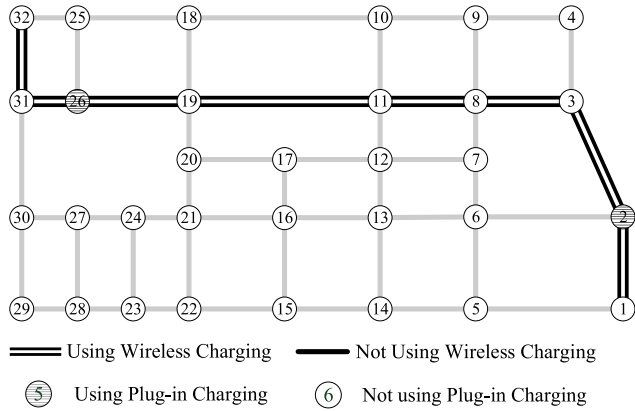 32 25 18 10 9 4
31 26 19 11 8 3
20 17 12 7
30 27 24 21 16 13 6 2
29 28 23 22 15 14 5 1
Using Wireless Charging Not Using Wireless Charging
5 Using Plug-in Charging 6 Not using Plug-in Charging